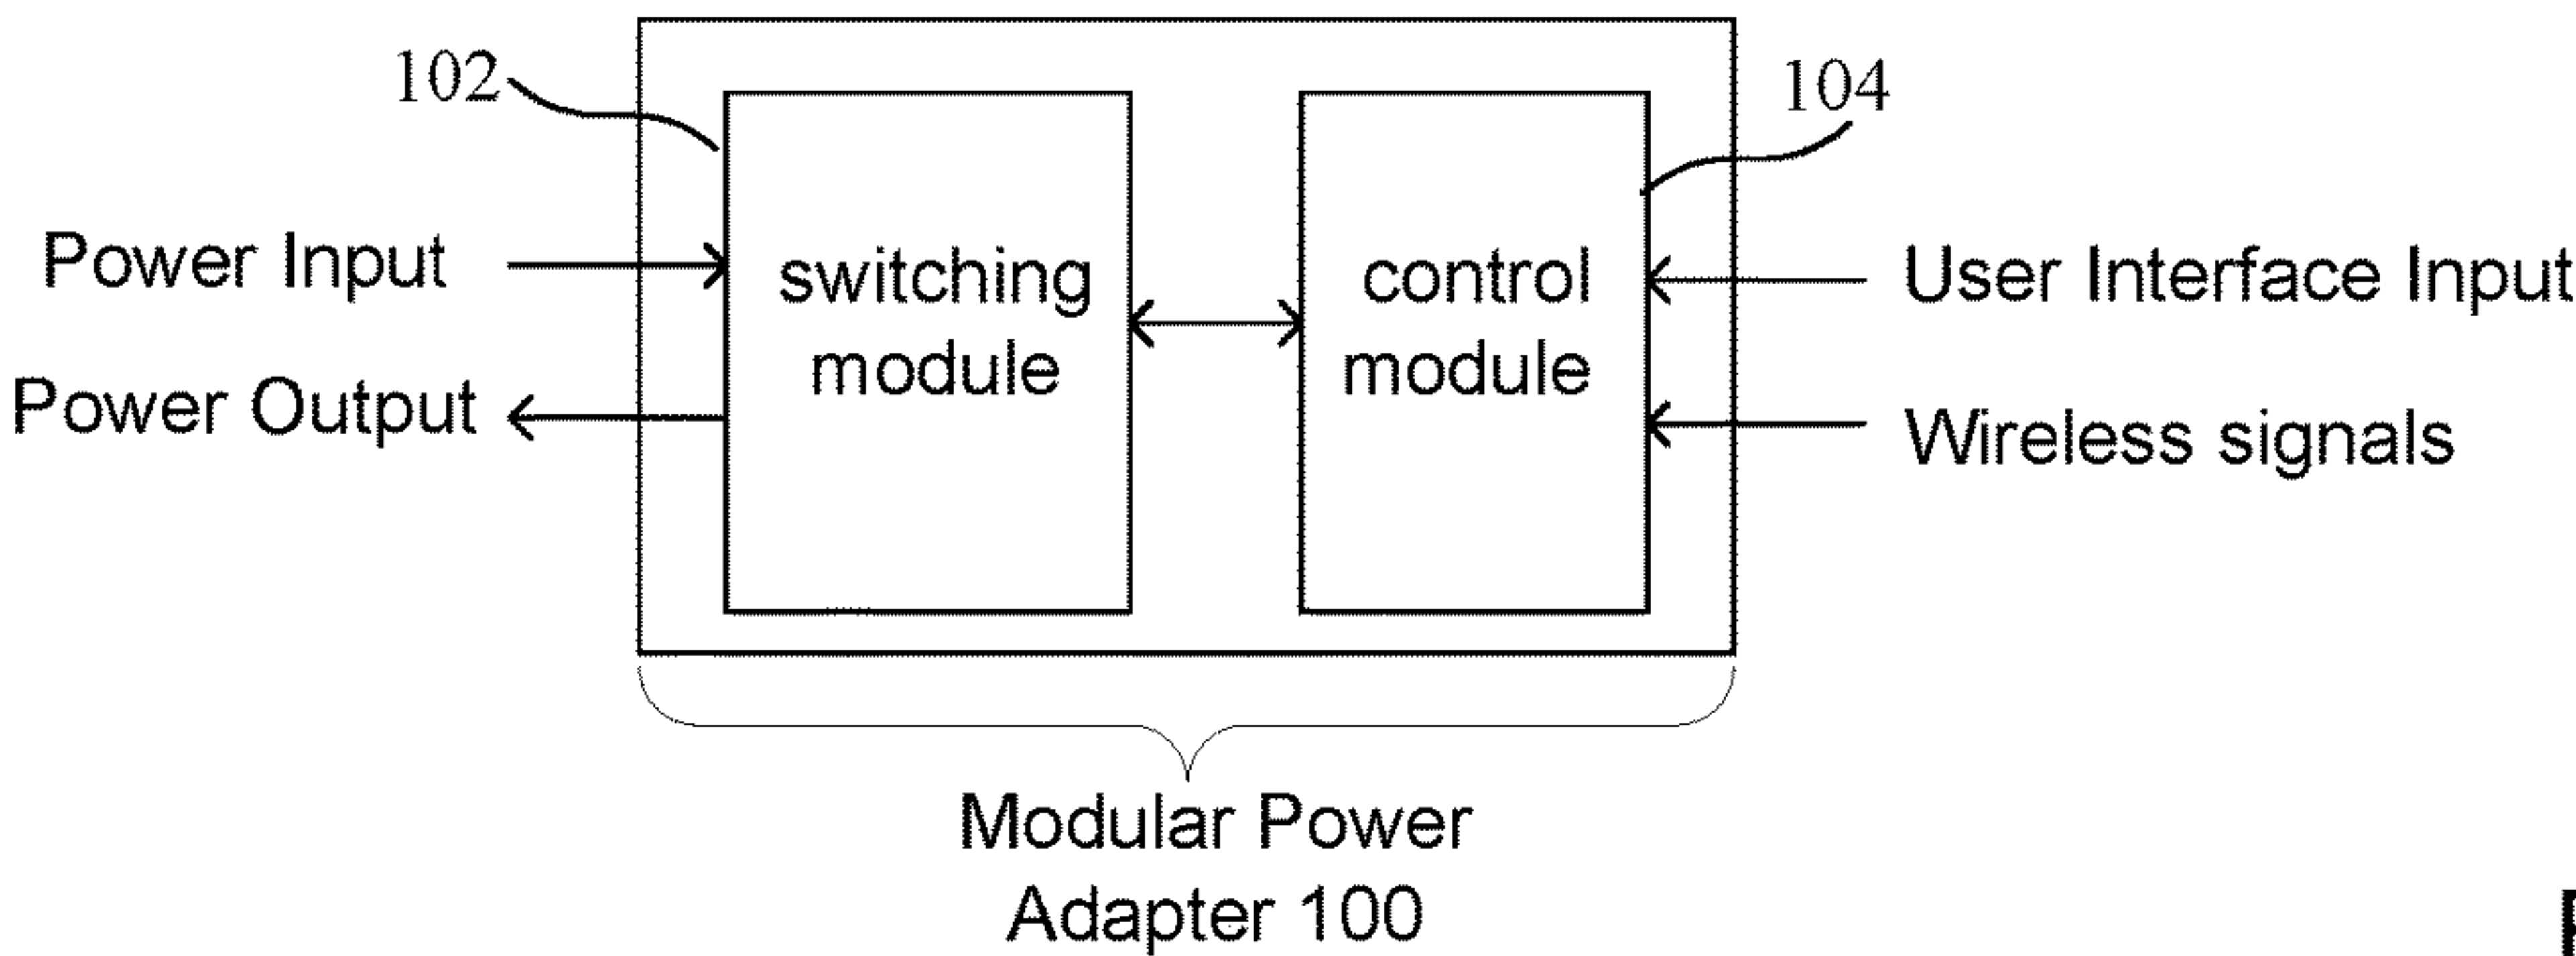 102
104
Power Input
switching
module
control
module
User Interface Input
Power Output
Wireless signals
Modular Power
Adapter 100